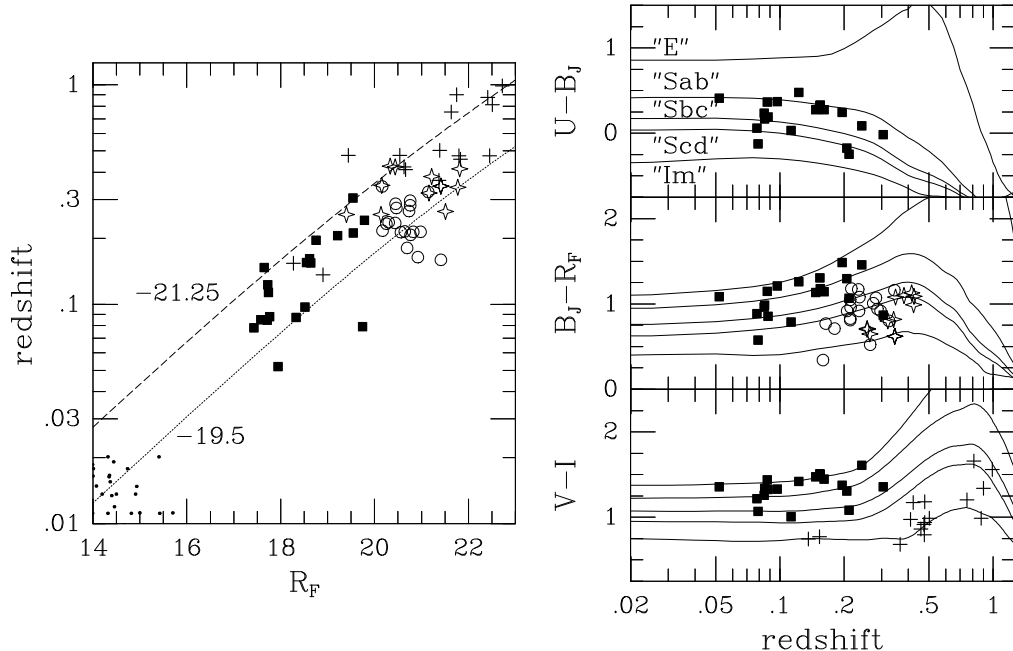 redshift
1
.3
.1
.03
.01
−21.25
−19.5
14
16
18
20
22
R_F
U−B_J
1
0
"E"
"Sab"
"Sbc"
"Scd"
"Im"
B_J−R_F
2
1
0
V−I
2
1
.02
.05
0.1
.2
.5
1
redshift